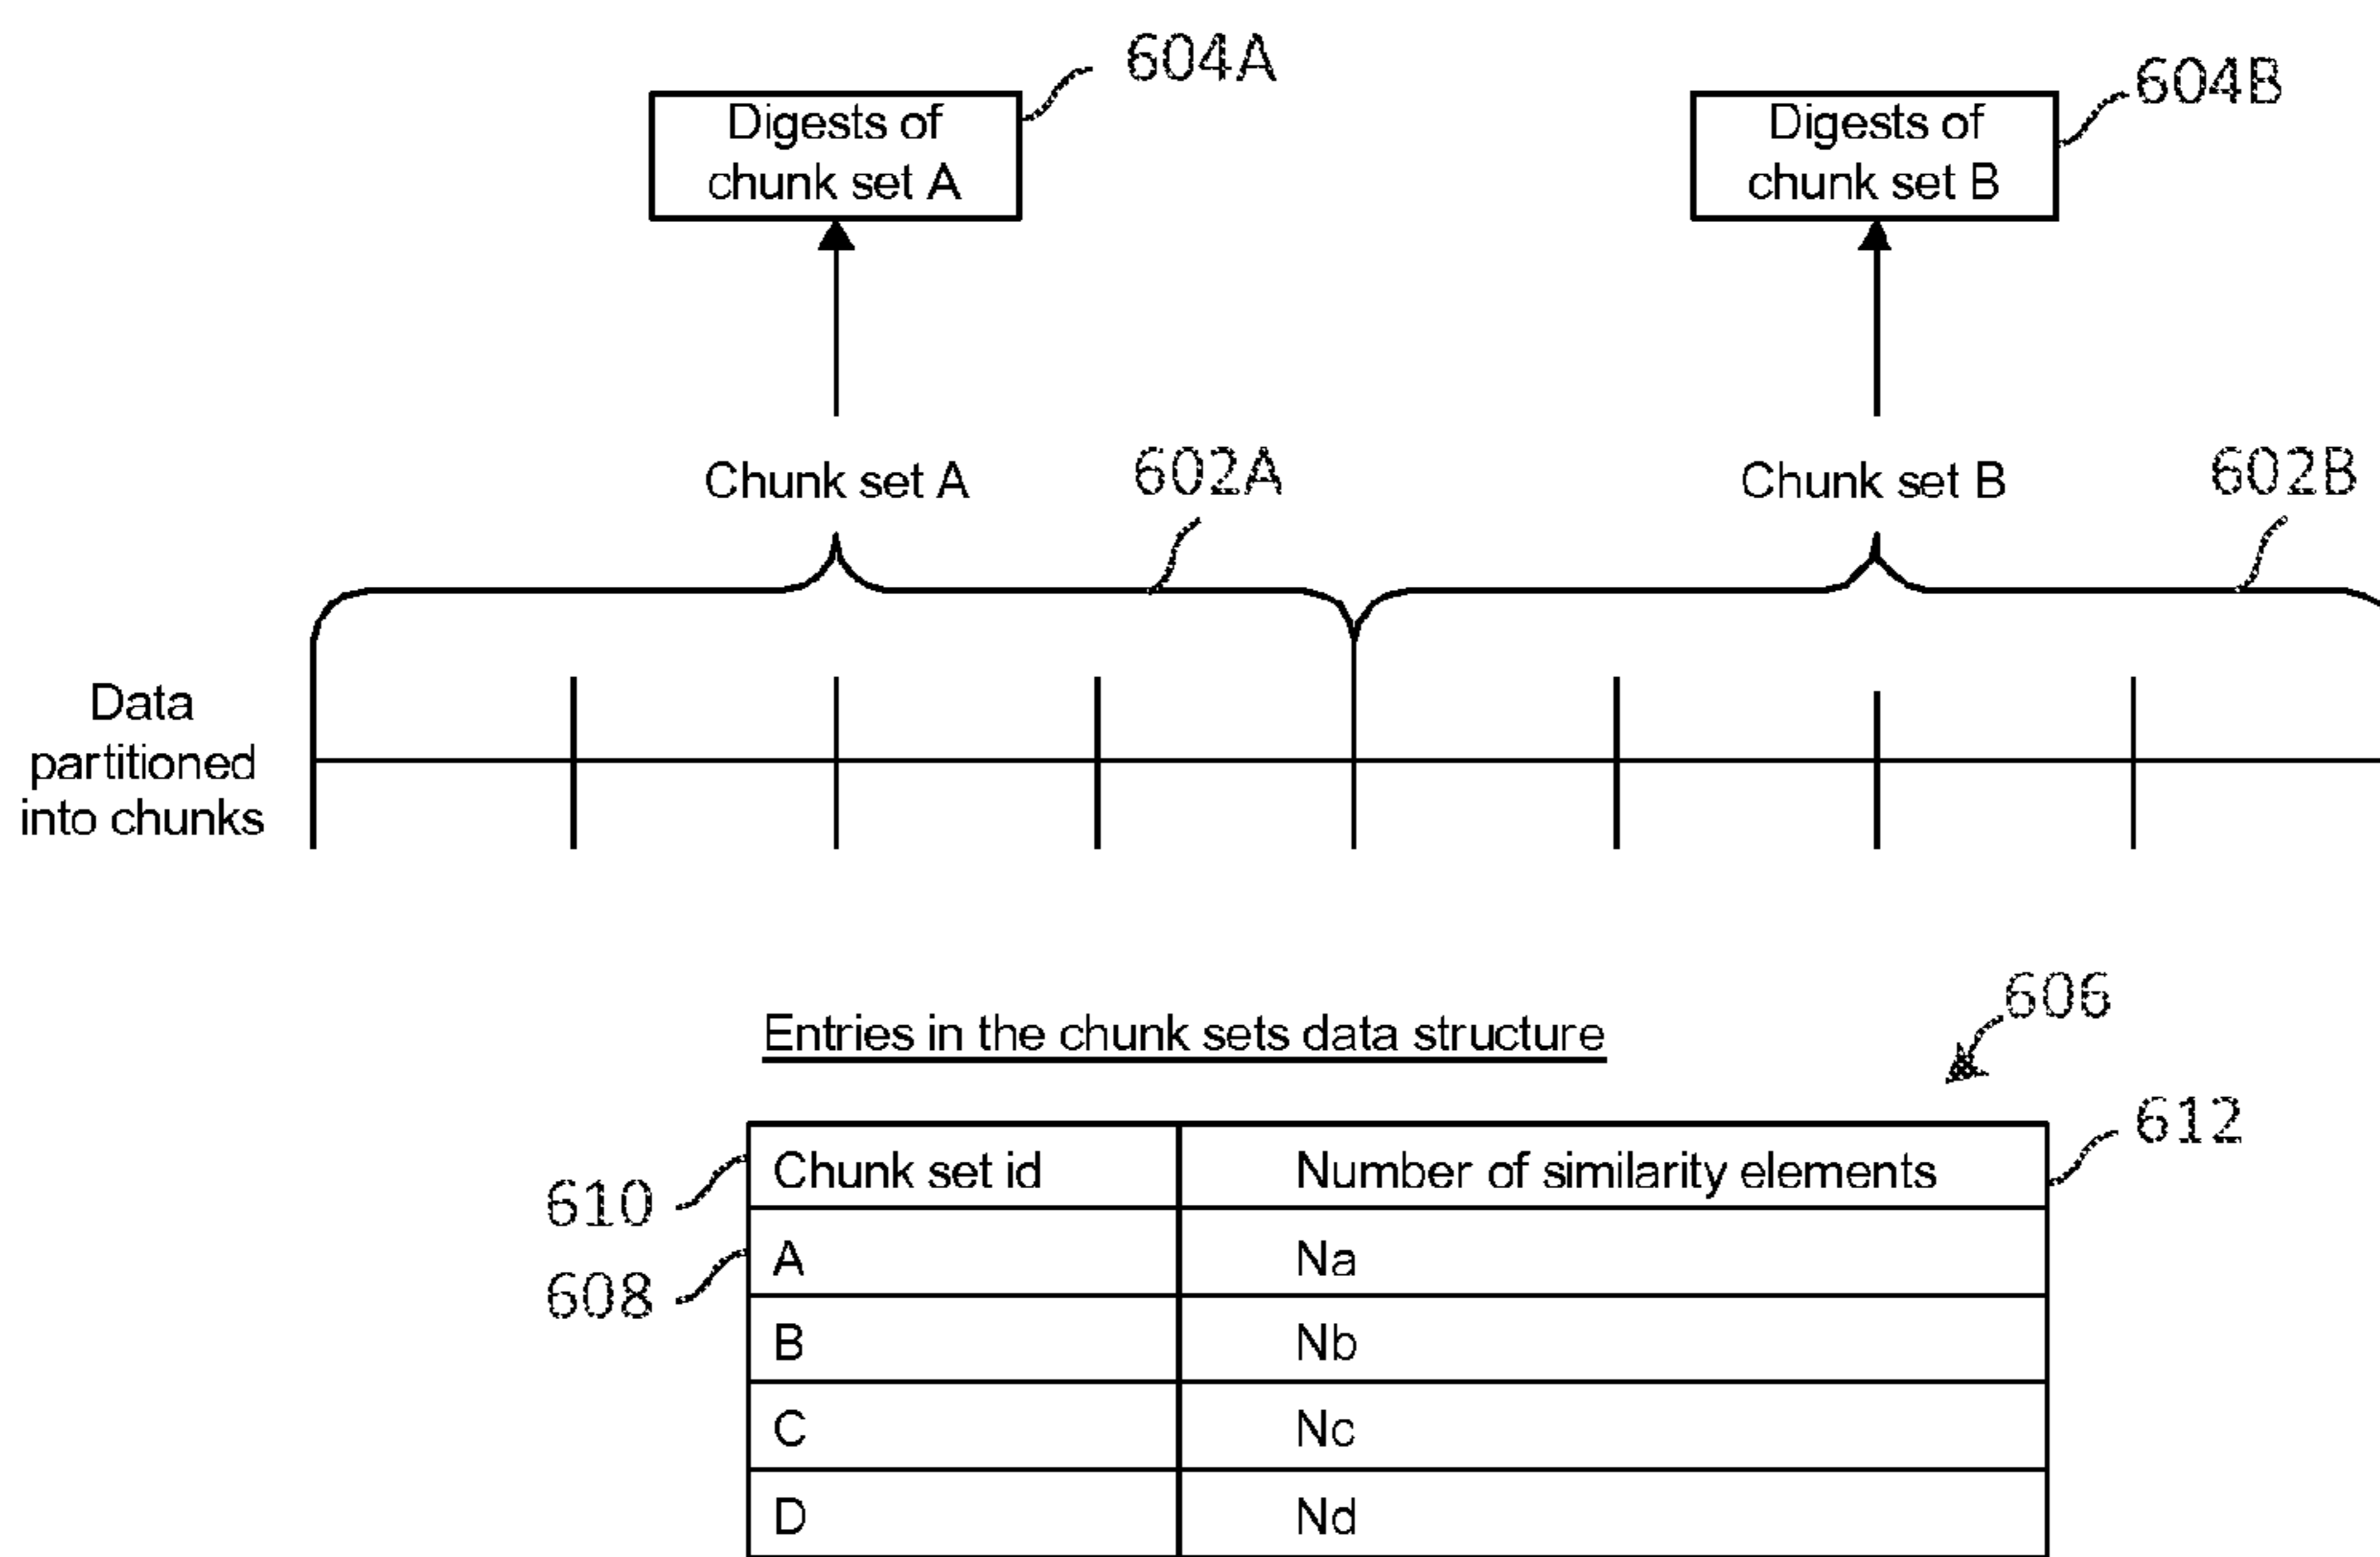 604A
604B
Digests of
chunk set A
Digests of
chunk set B
Chunk set A
602A
Chunk set B
602B
Data
partitioned
into chunks
606
Entries in the chunk sets data structure
612
Chunk set id
Number of similarity elements
610
A
Na
608
B
Nb
C
Nc
D
Nd